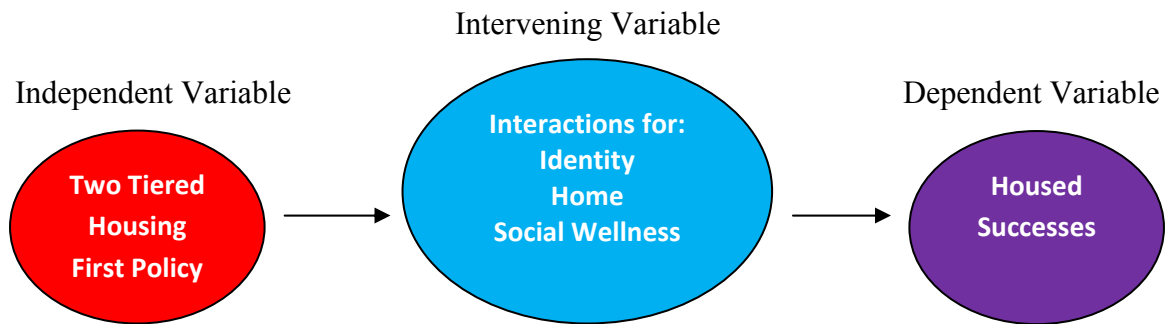 Intervening Variable
Independent Variable
Dependent Variable
Two Tiered
Housing
First Policy
Interactions for:
Identity
Home
Social Wellness
Housed
Successes